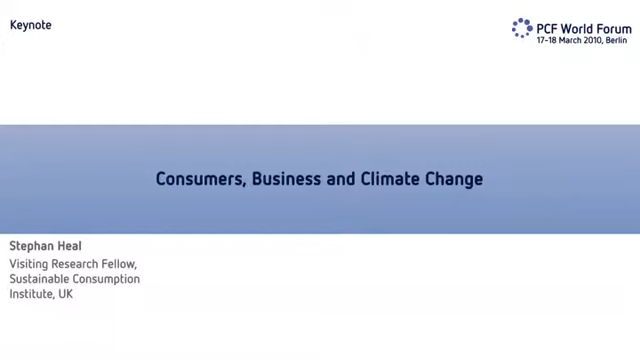 Keynote
PCF World Forum
17-18 March 2010, Berlin
Consumers, Business and Climate Change
Stephan Heal
Visiting Research Fellow,
Sustainable Consumption
Institute, UK